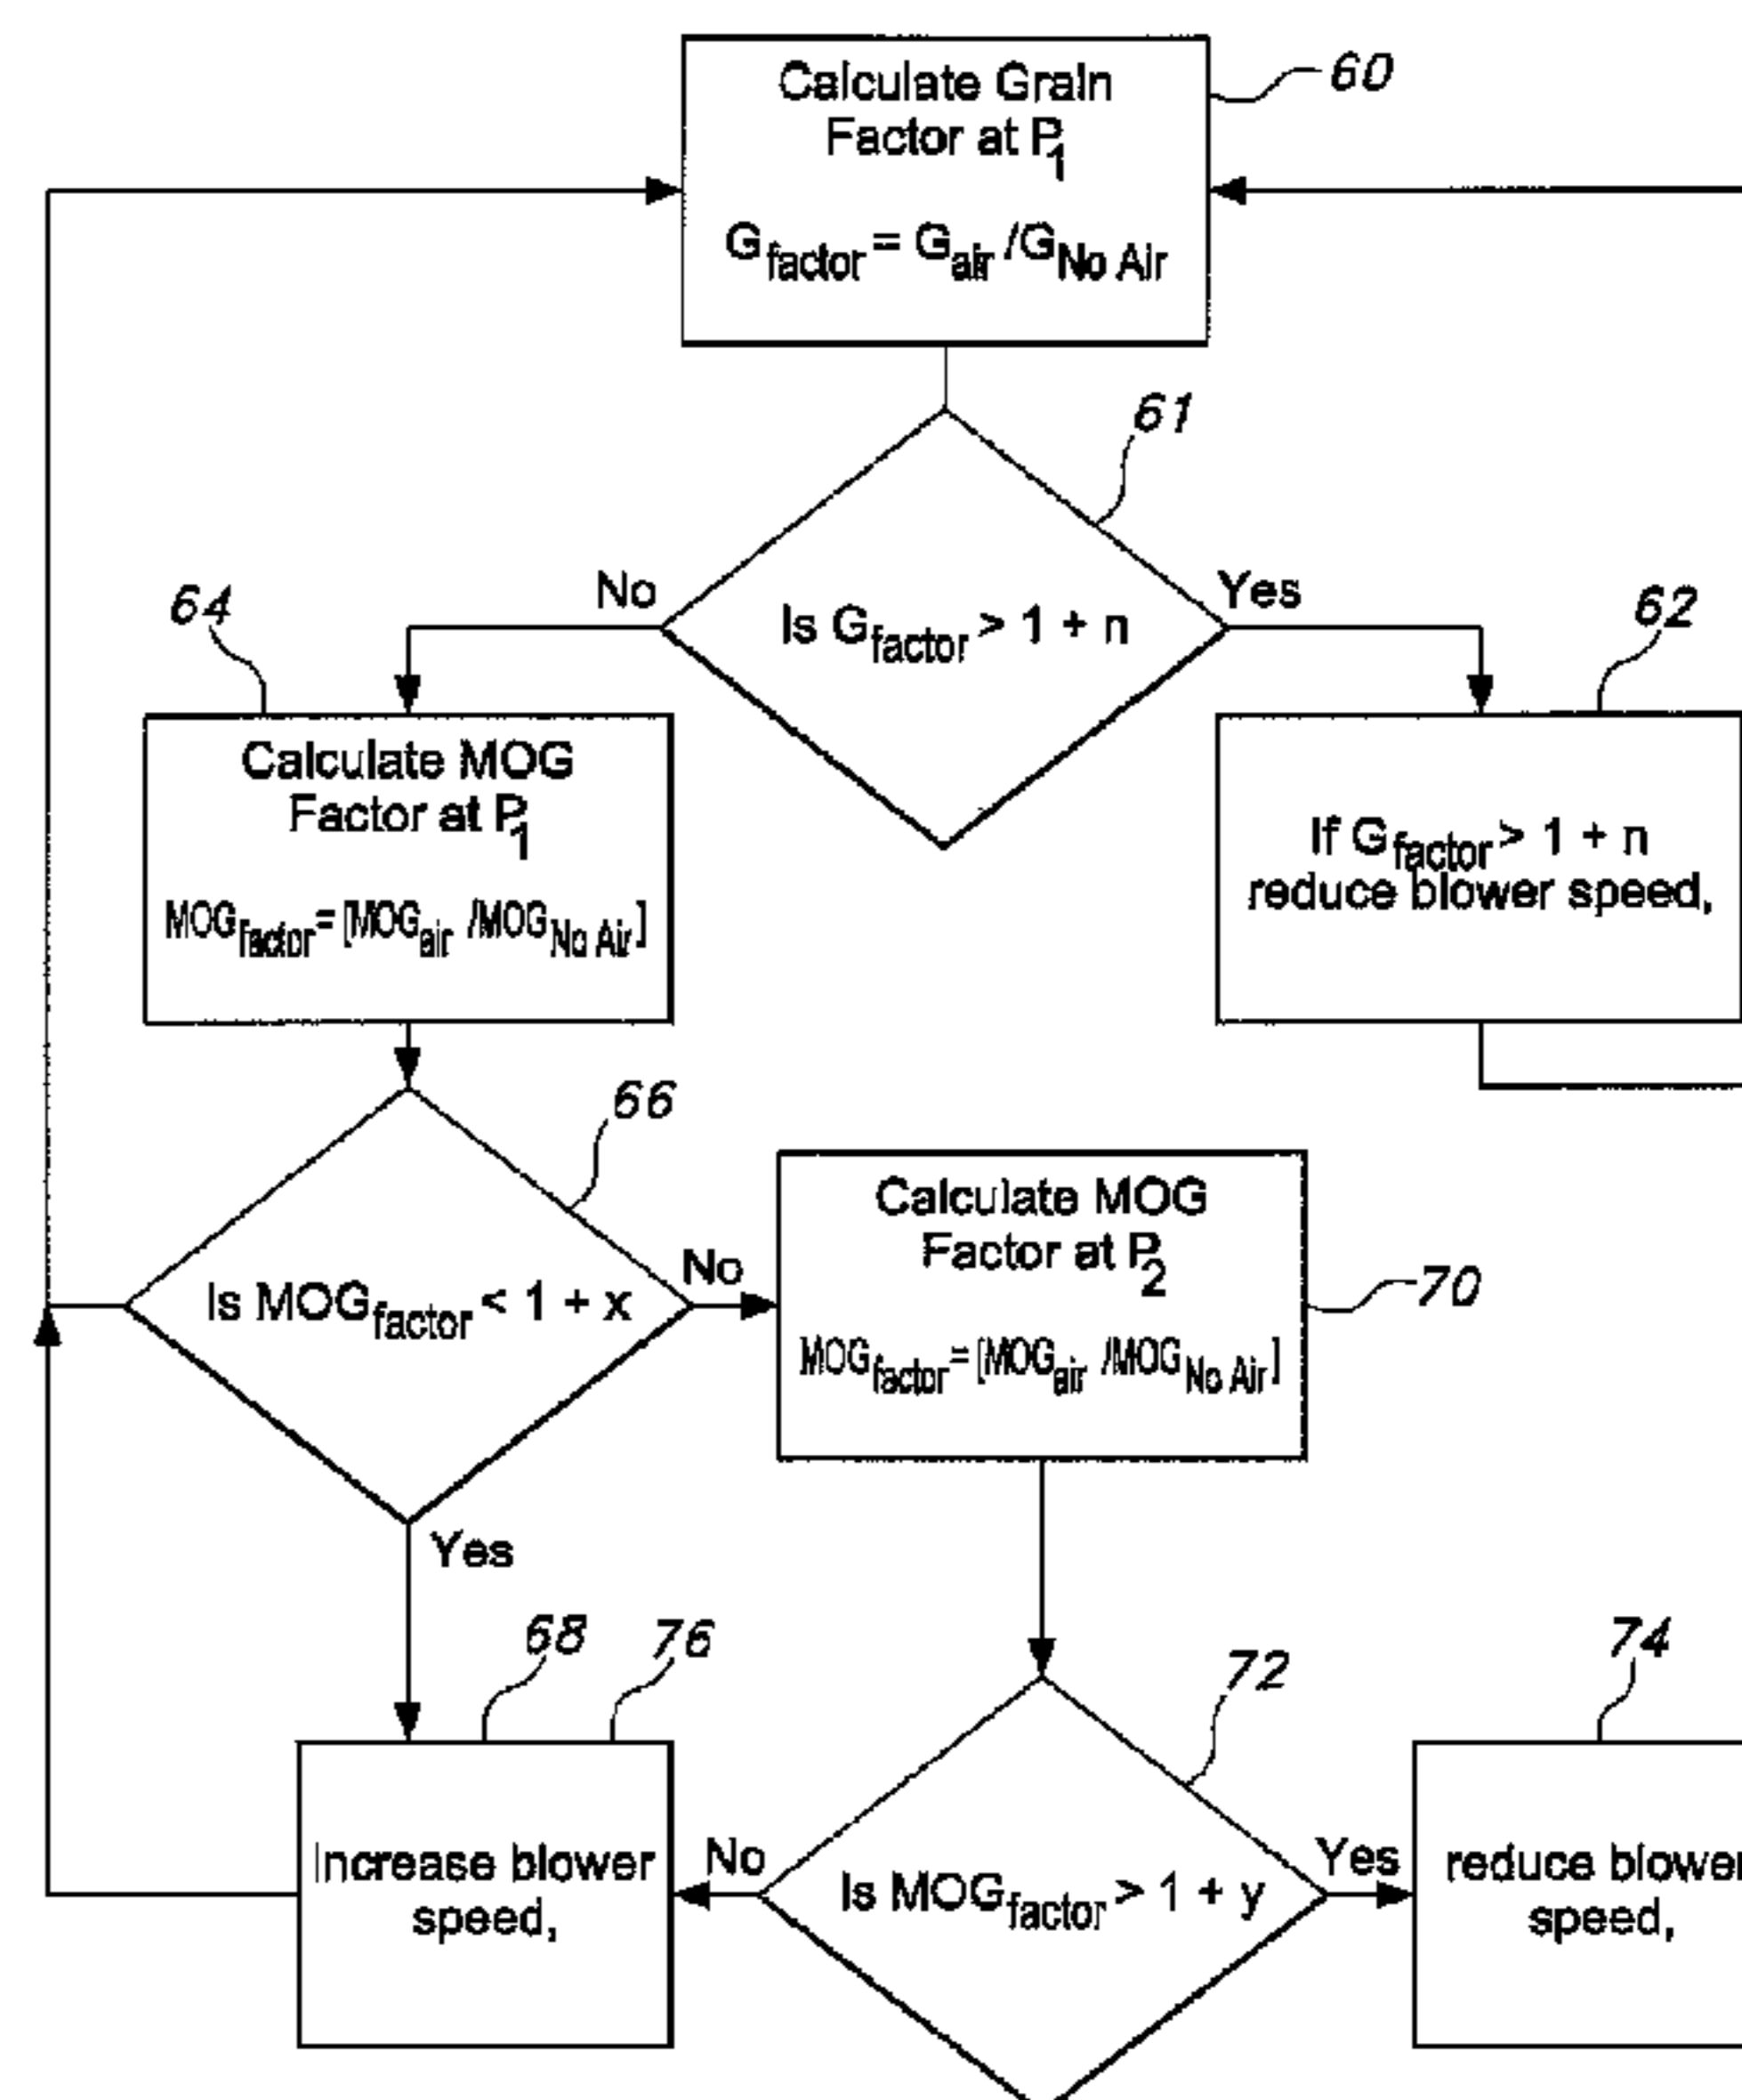 Calculate Grain
Factor at P1
Gfactor = Gair /GNo Air
60
61
No
Is Gfactor > 1 + n
Yes
64
62
Calculate MOG
Factor at P1
MOGfactor = [MOGair /MOGNo Air]
If Gfactor > 1 + n
reduce blower speed,
66
Is MOGfactor < 1 + x
No
Calculate MOG
Factor at P2
MOGfactor = [MOGair /MOGNo Air]
70
Yes
68
76
72
74
Increase blower
speed,
No
Is MOGfactor > 1 + y
Yes
reduce blower
speed,